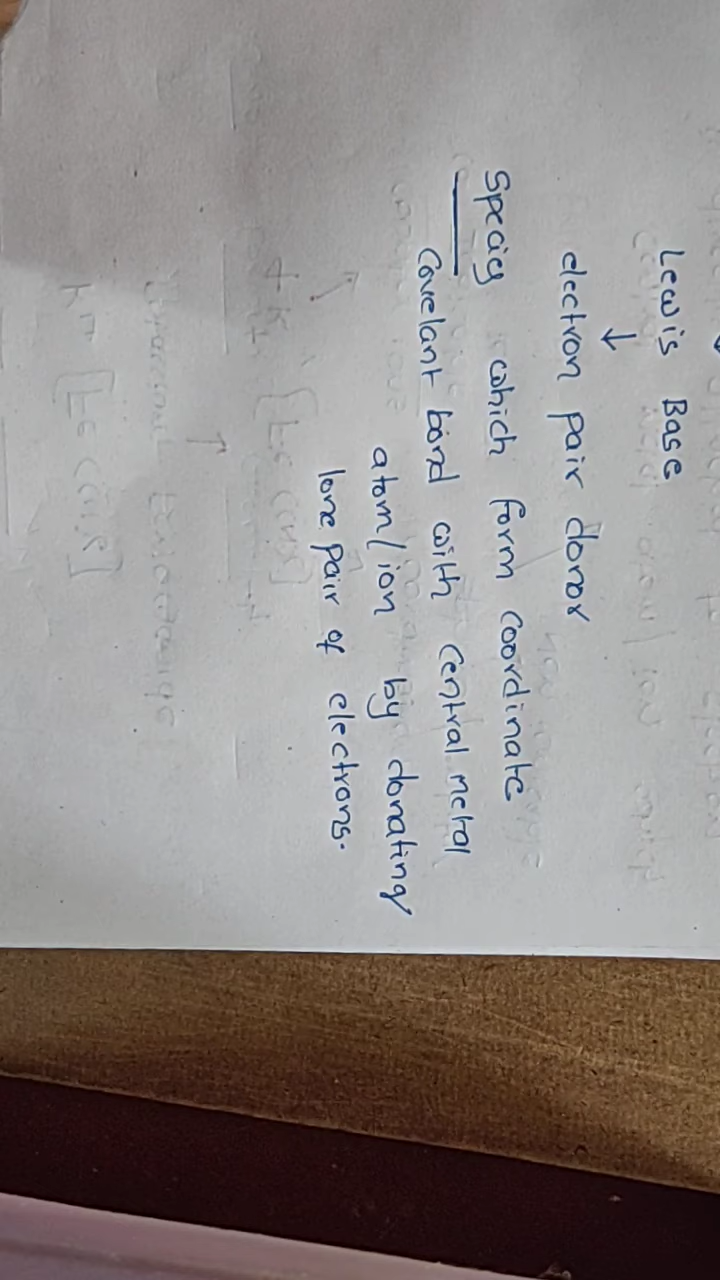 Lewis Base
↓
electron pair donor
Species which form coordinate
covelant bond with central metal
atom/ion by donating
lone pair of electrons.